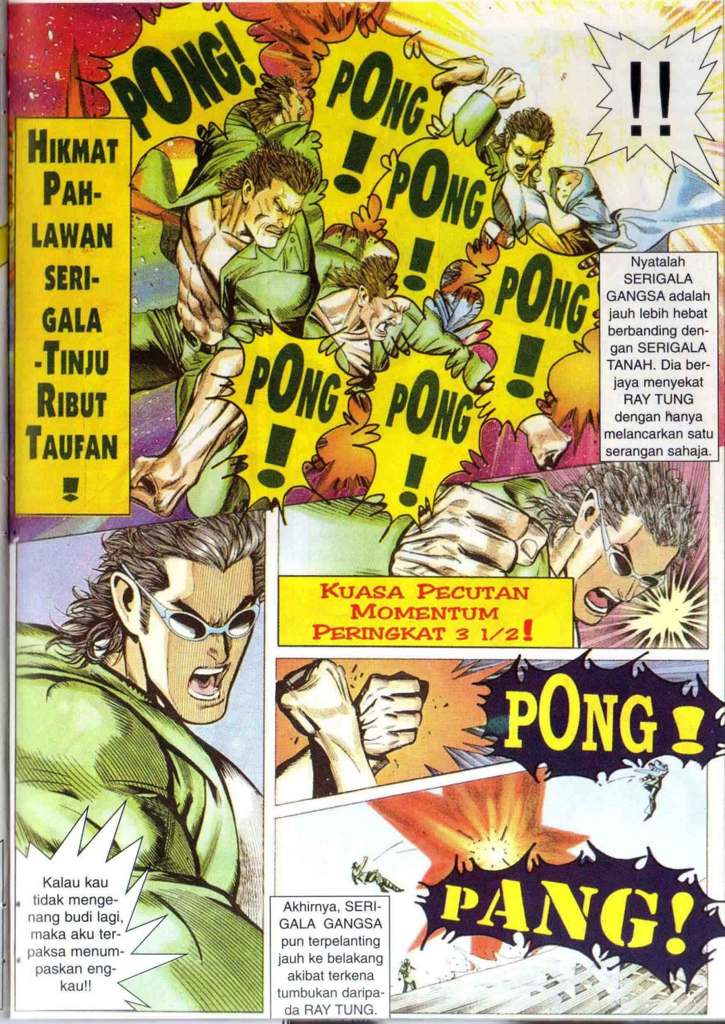 PONG!
PONG
!
PONG
!
PONG
!
PONG
!
PONG
!
!!
HIKMAT
PAH-
LAWAN
SERI-
GALA
-TINJU
RIBUT
TAUFAN
!
Nyatalah
SERIGALA
GANGSA adalah
jauh lebih hebat
berbanding den-
gan SERIGALA
TANAH. Dia ber-
jaya menyekat
RAY TUNG
dengan hanya
melancarkan satu
serangan sahaja.
KUASA PECUTAN
MOMENTUM
PERINGKAT 3 1/2!
Kalau kau
tidak menge-
nang budi lagi,
maka aku ter-
paksa menum-
paskan eng-
kau!!
PONG!
PANG!
Akhirnya, SERI-
GALA GANGSA
pun terpelanting
jauh ke belakang
akibat terkena
tumbukan daripa-
da RAY TUNG.